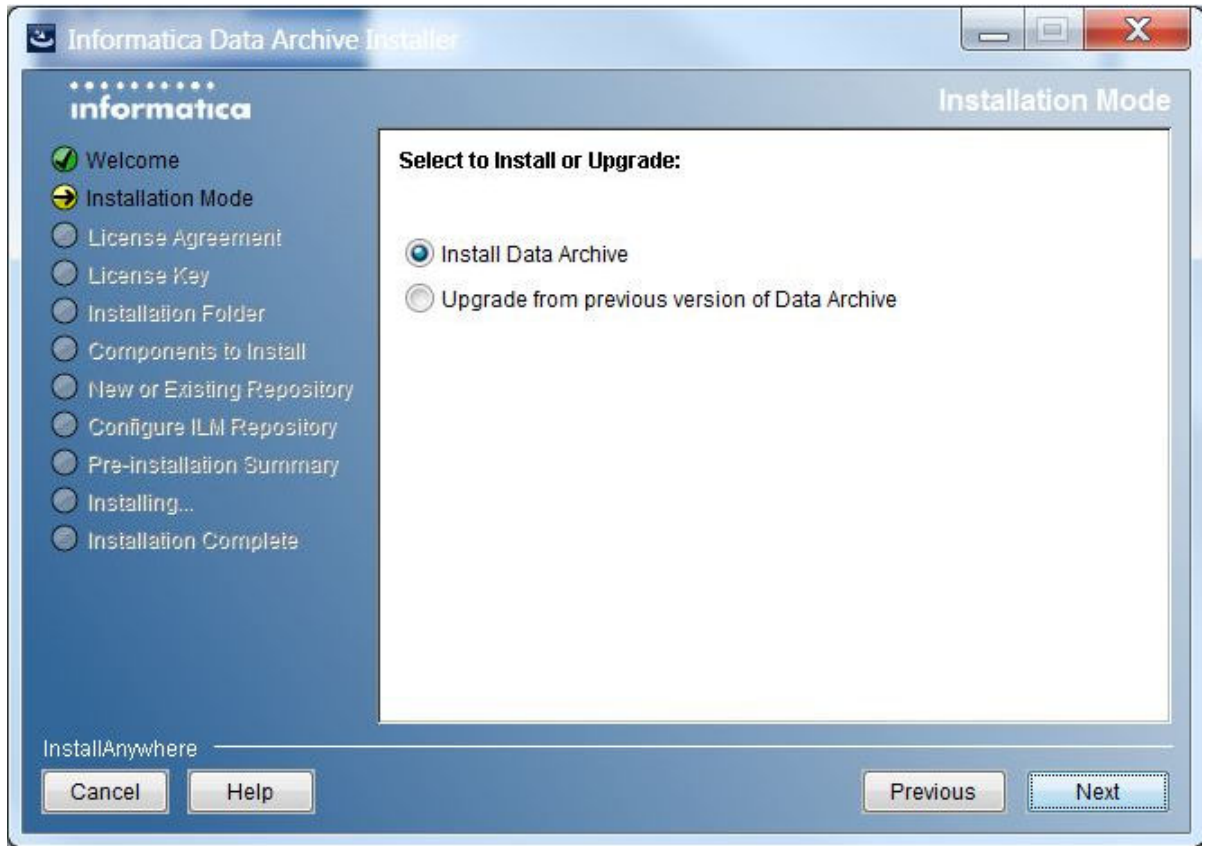 Informatica Data Archive Installer
informatica
Installation Mode
Welcome
Installation Mode
License Agreement
License Key
Installation Folder
Components to Install
New or Existing Repository
Configure ILM Repository
Pre-installation Summary
Installing...
Installation Complete
Select to Install or Upgrade:
Install Data Archive
Upgrade from previous version of Data Archive
InstallAnywhere
Cancel
Help
Previous
Next